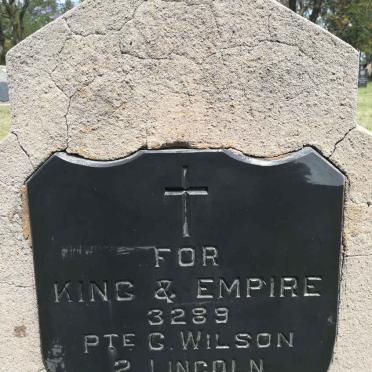 FOR
KING & EMPIRE
3289
PTE G. WILSON
2 LINCOLN